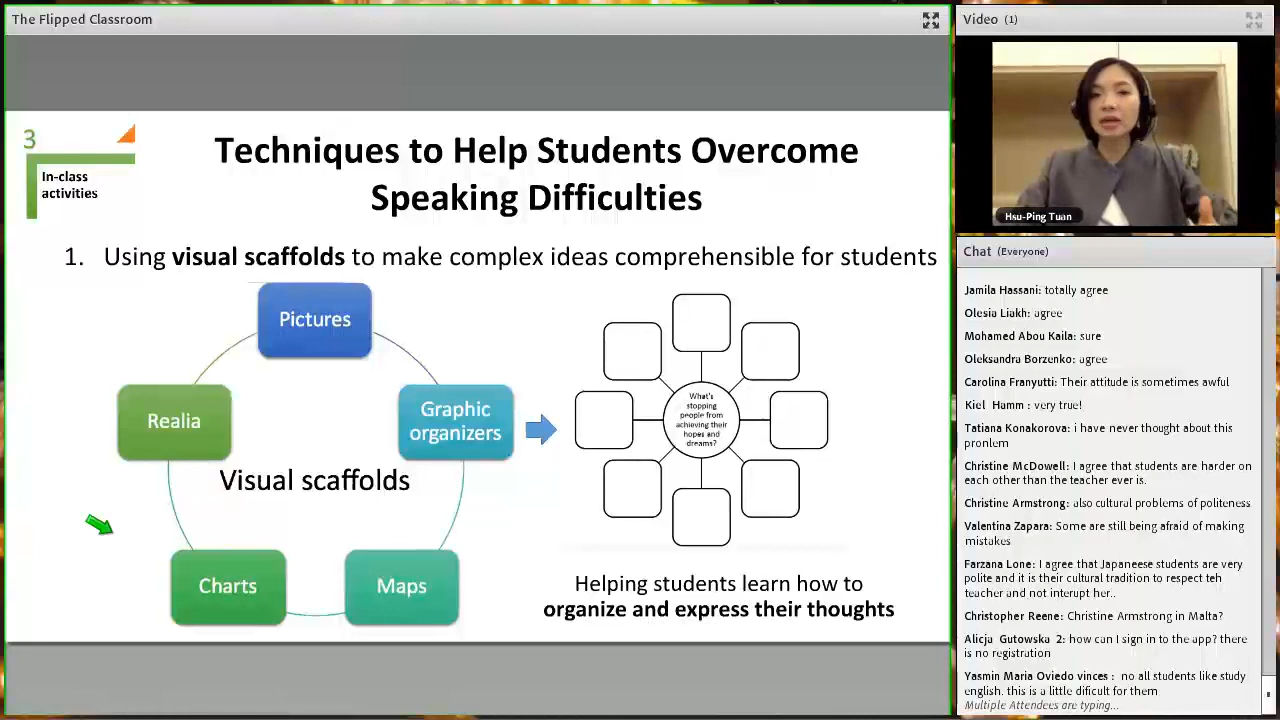 The Flipped Classroom
3
In-class
activities
Techniques to Help Students Overcome
Speaking Difficulties
1. Using visual scaffolds to make complex ideas comprehensible for students
Pictures
Realia
Graphic
organizers
Visual scaffolds
Charts
Maps
What's
stopping
people from
achieving their
hopes and
dreams?
Helping students learn how to
organize and express their thoughts
Video (1)
Hsu-Ping Tuan
Chat (Everyone)
Jamila Hassani: totally agree
Olesia Liakh: agree
Mohamed Abou Kaila: sure
Oleksandra Borzenko: agree
Carolina Franyutti: Their attitude is sometimes awful
Kiel Hamm : very true!
Tatiana Konakorova: i have never thought about this
pronlem
Christine McDowell: I agree that students are harder on
each other than the teacher ever is.
Christine Armstrong: also cultural problems of politeness
Valentina Zapara: Some are still being afraid of making
mistakes
Farzana Lone: I agree that Japaneese students are very
polite and it is their cultural tradition to respect teh
teacher and not interupt her..
Christopher Reene: Christine Armstrong in Malta?
Alicja Gutowska 2: how can I sign in to the app? there
is no registration
Yasmin Maria Oviedo vinces : no all students like study
english. this is a little dificult for them
Multiple Attendees are typing...